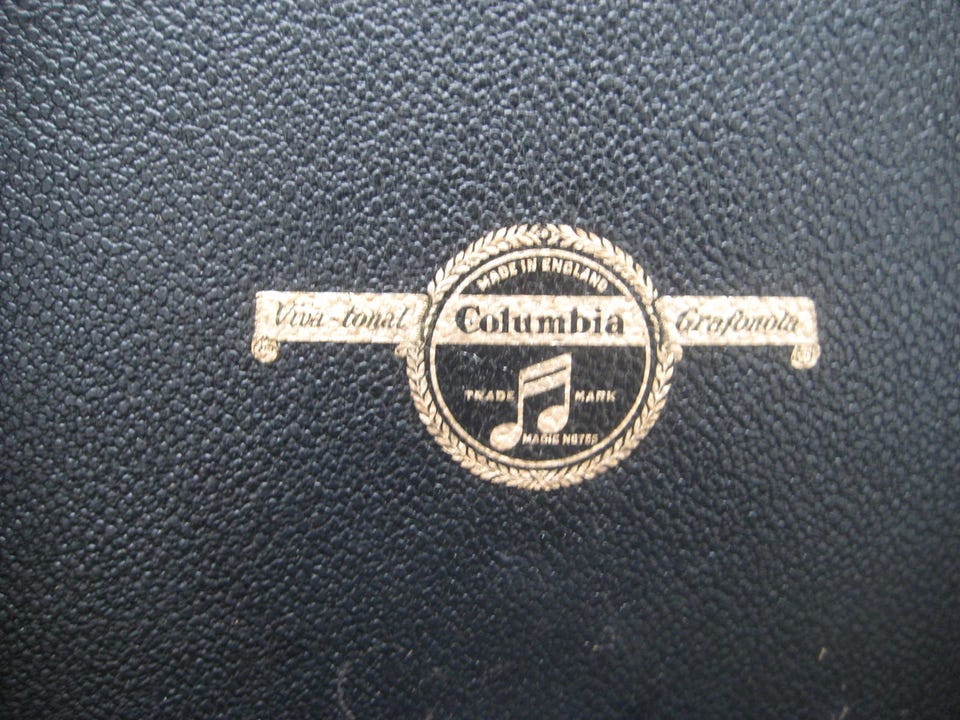 MADE IN ENGLAND
Viva-tonal Columbia Grafonola
TRADE MARK
MAGIC NOTES